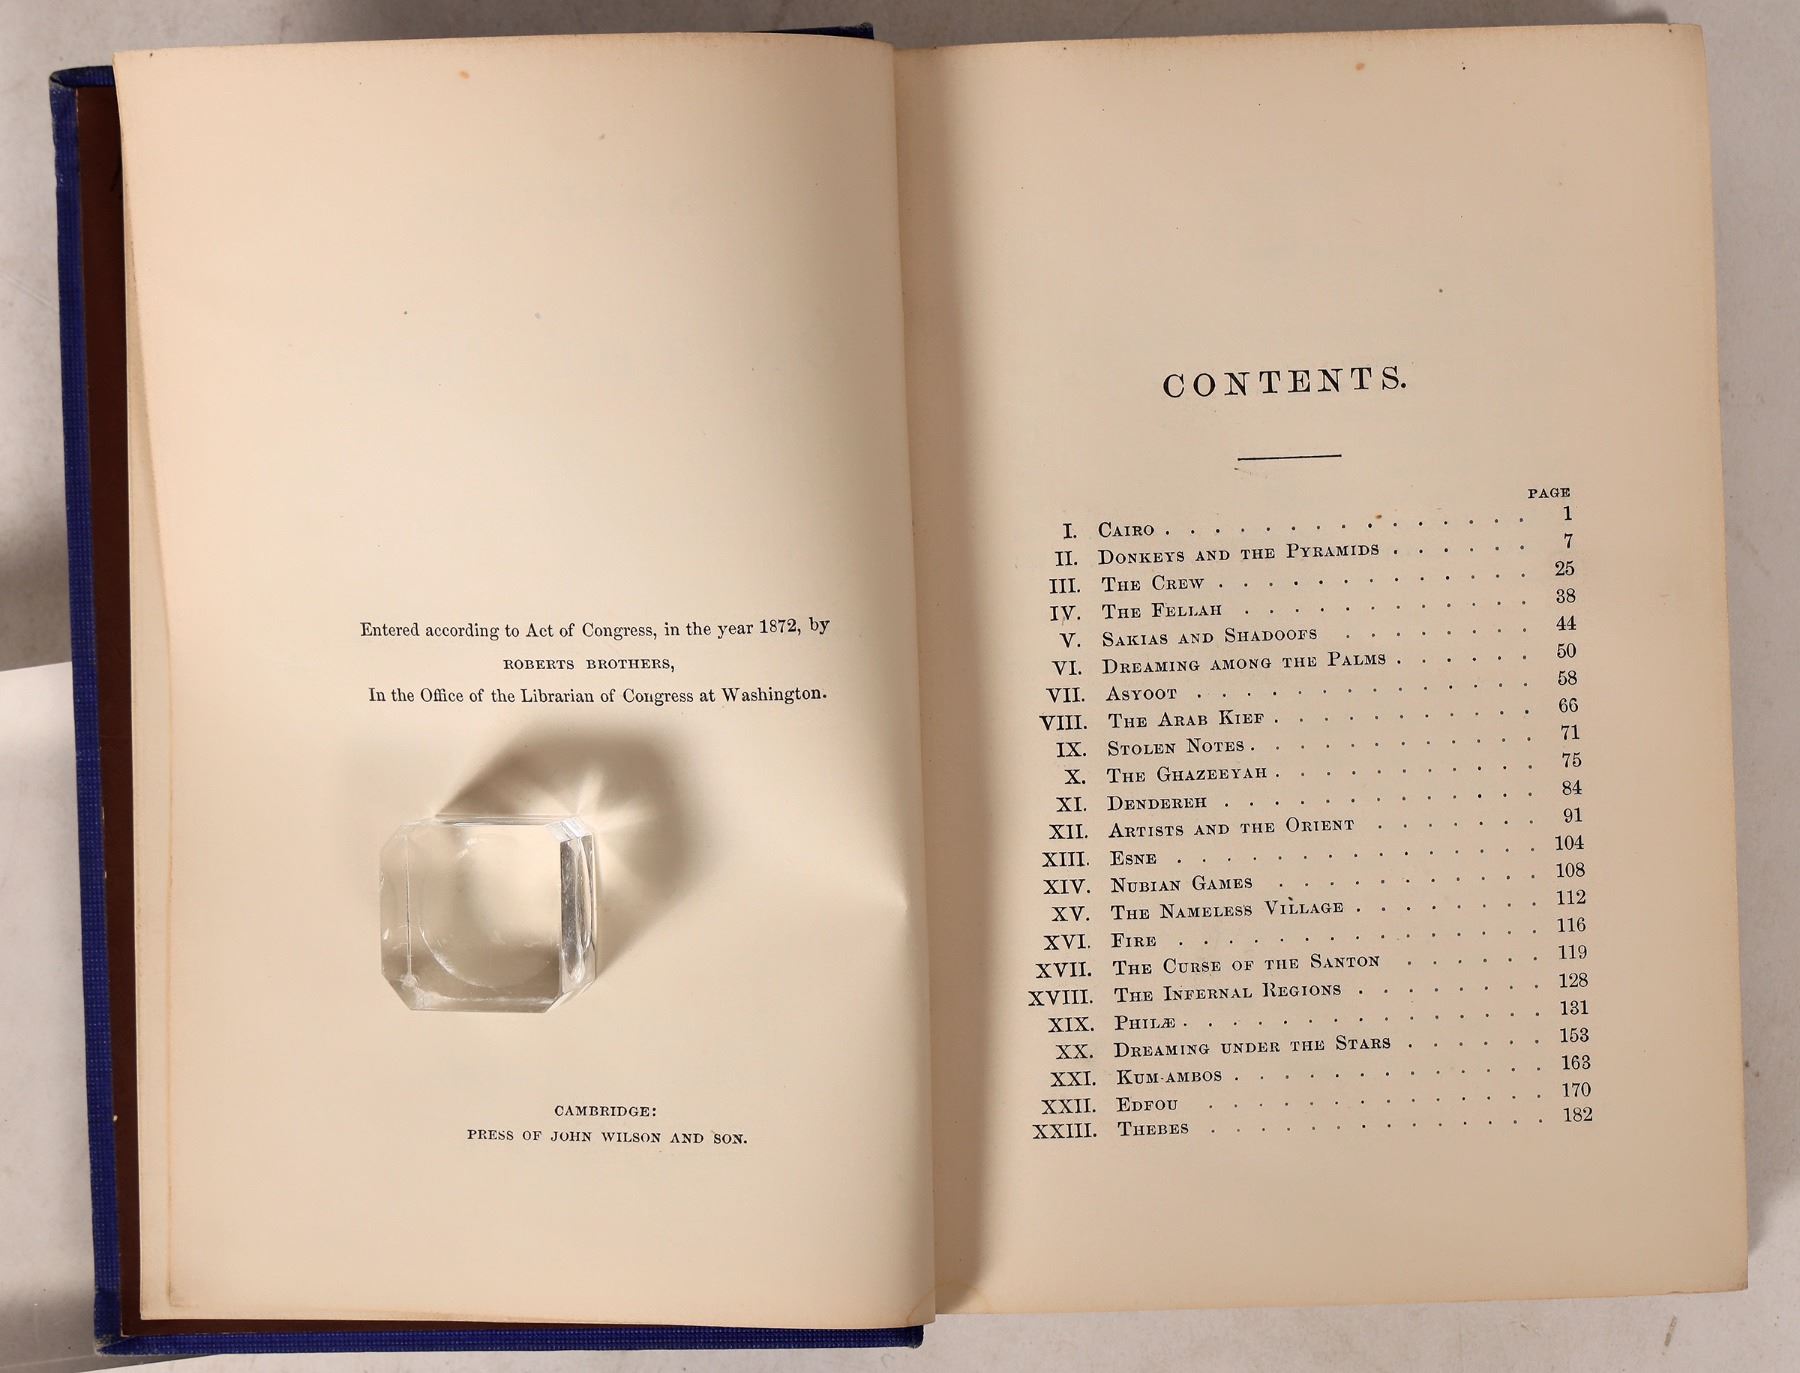 Entered according to Act of Congress, in the year 1872, by
ROBERTS BROTHERS,
In the Office of the Librarian of Congress at Washington.
CAMBRIDGE:
PRESS OF JOHN WILSON AND SON.
CONTENTS.
PAGE
I. CAIRO . . . . . . . . . . . . . . . 1
II. DONKEYS AND THE PYRAMIDS . . . . . . 7
III. THE CREW . . . . . . . . . . . . . 25
IV. THE FELLAH . . . . . . . . . . . . 38
V. SAKIAS AND SHADOOFS . . . . . . . . 44
VI. DREAMING AMONG THE PALMS . . . . . . 50
VII. ASYOOT . . . . . . . . . . . . . . 58
VIII. THE ARAB KIEF . . . . . . . . . . . 66
IX. STOLEN NOTES . . . . . . . . . . . . 71
X. THE GHAZEEYAH . . . . . . . . . . . 75
XI. DENDEREH . . . . . . . . . . . . . 84
XII. ARTISTS AND THE ORIENT . . . . . . . 91
XIII. ESNE . . . . . . . . . . . . . . . 104
XIV. NUBIAN GAMES . . . . . . . . . . . 108
XV. THE NAMELESS VILLAGE . . . . . . . . 112
XVI. FIRE . . . . . . . . . . . . . . . 116
XVII. THE CURSE OF THE SANTON . . . . . . 119
XVIII. THE INFERNAL REGIONS . . . . . . . . 128
XIX. PHILÆ . . . . . . . . . . . . . . . 131
XX. DREAMING UNDER THE STARS . . . . . . 153
XXI. KUM-AMBOS . . . . . . . . . . . . . 163
XXII. EDFOU . . . . . . . . . . . . . . 170
XXIII. THEBES . . . . . . . . . . . . . . 182